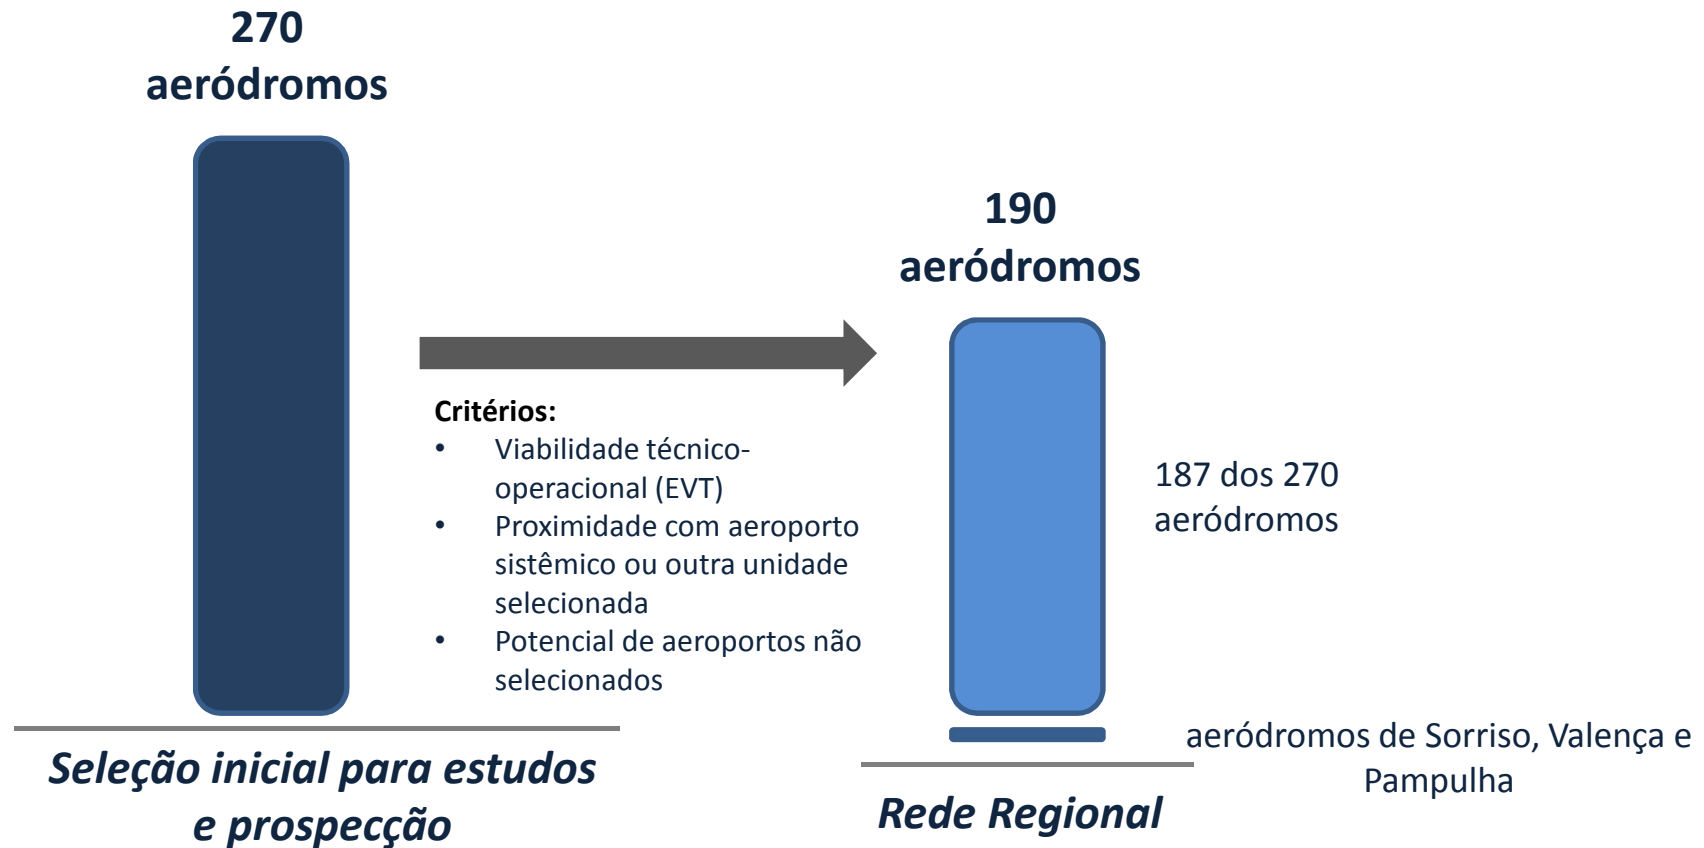 270
aeródromos
190
aeródromos
Critérios:
• Viabilidade técnico-
operacional (EVT)
• Proximidade com aeroporto
sistêmico ou outra unidade
selecionada
• Potencial de aeroportos não
selecionados
187 dos 270
aeródromos
aeródromos de Sorriso, Valença e
Pampulha
Seleção inicial para estudos
e prospecção
Rede Regional